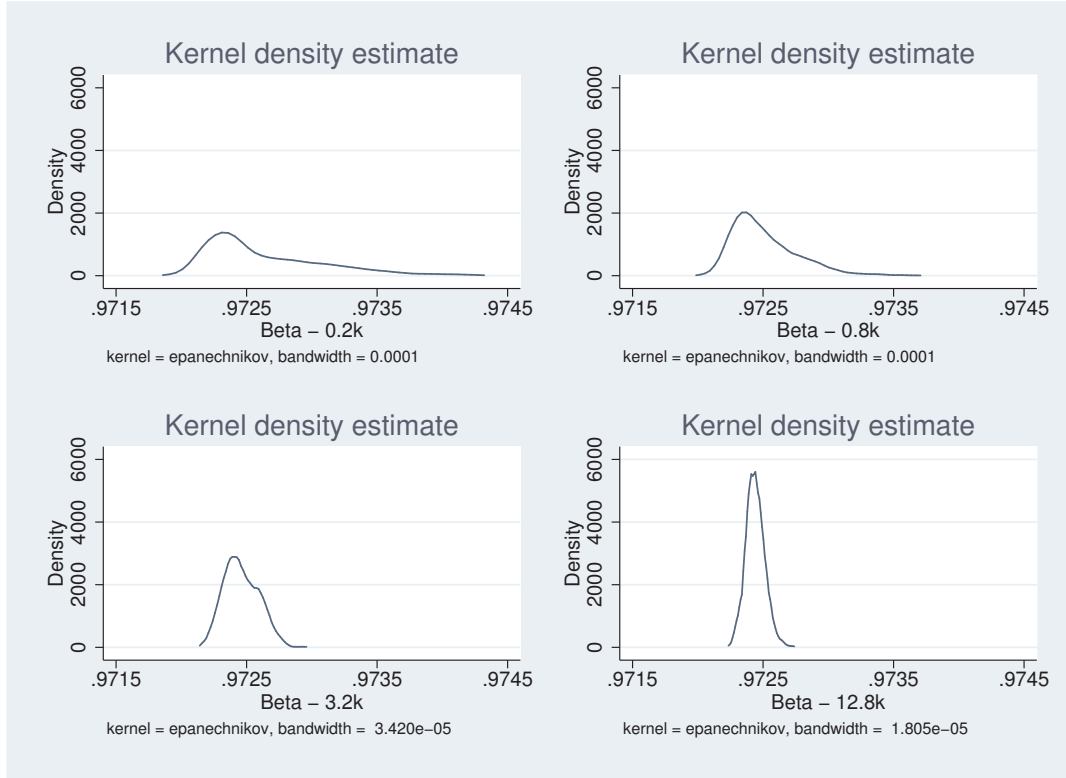 Kernel density estimate
Density
6000
4000
2000
0
.9715 .9725 .9735 .9745
Beta − 0.2k
kernel = epanechnikov, bandwidth = 0.0001
Kernel density estimate
Density
6000
4000
2000
0
.9715 .9725 .9735 .9745
Beta − 0.8k
kernel = epanechnikov, bandwidth = 0.0001
Kernel density estimate
Density
6000
4000
2000
0
.9715 .9725 .9735 .9745
Beta − 3.2k
kernel = epanechnikov, bandwidth = 3.420e−05
Kernel density estimate
Density
6000
4000
2000
0
.9715 .9725 .9735 .9745
Beta − 12.8k
kernel = epanechnikov, bandwidth = 1.805e−05